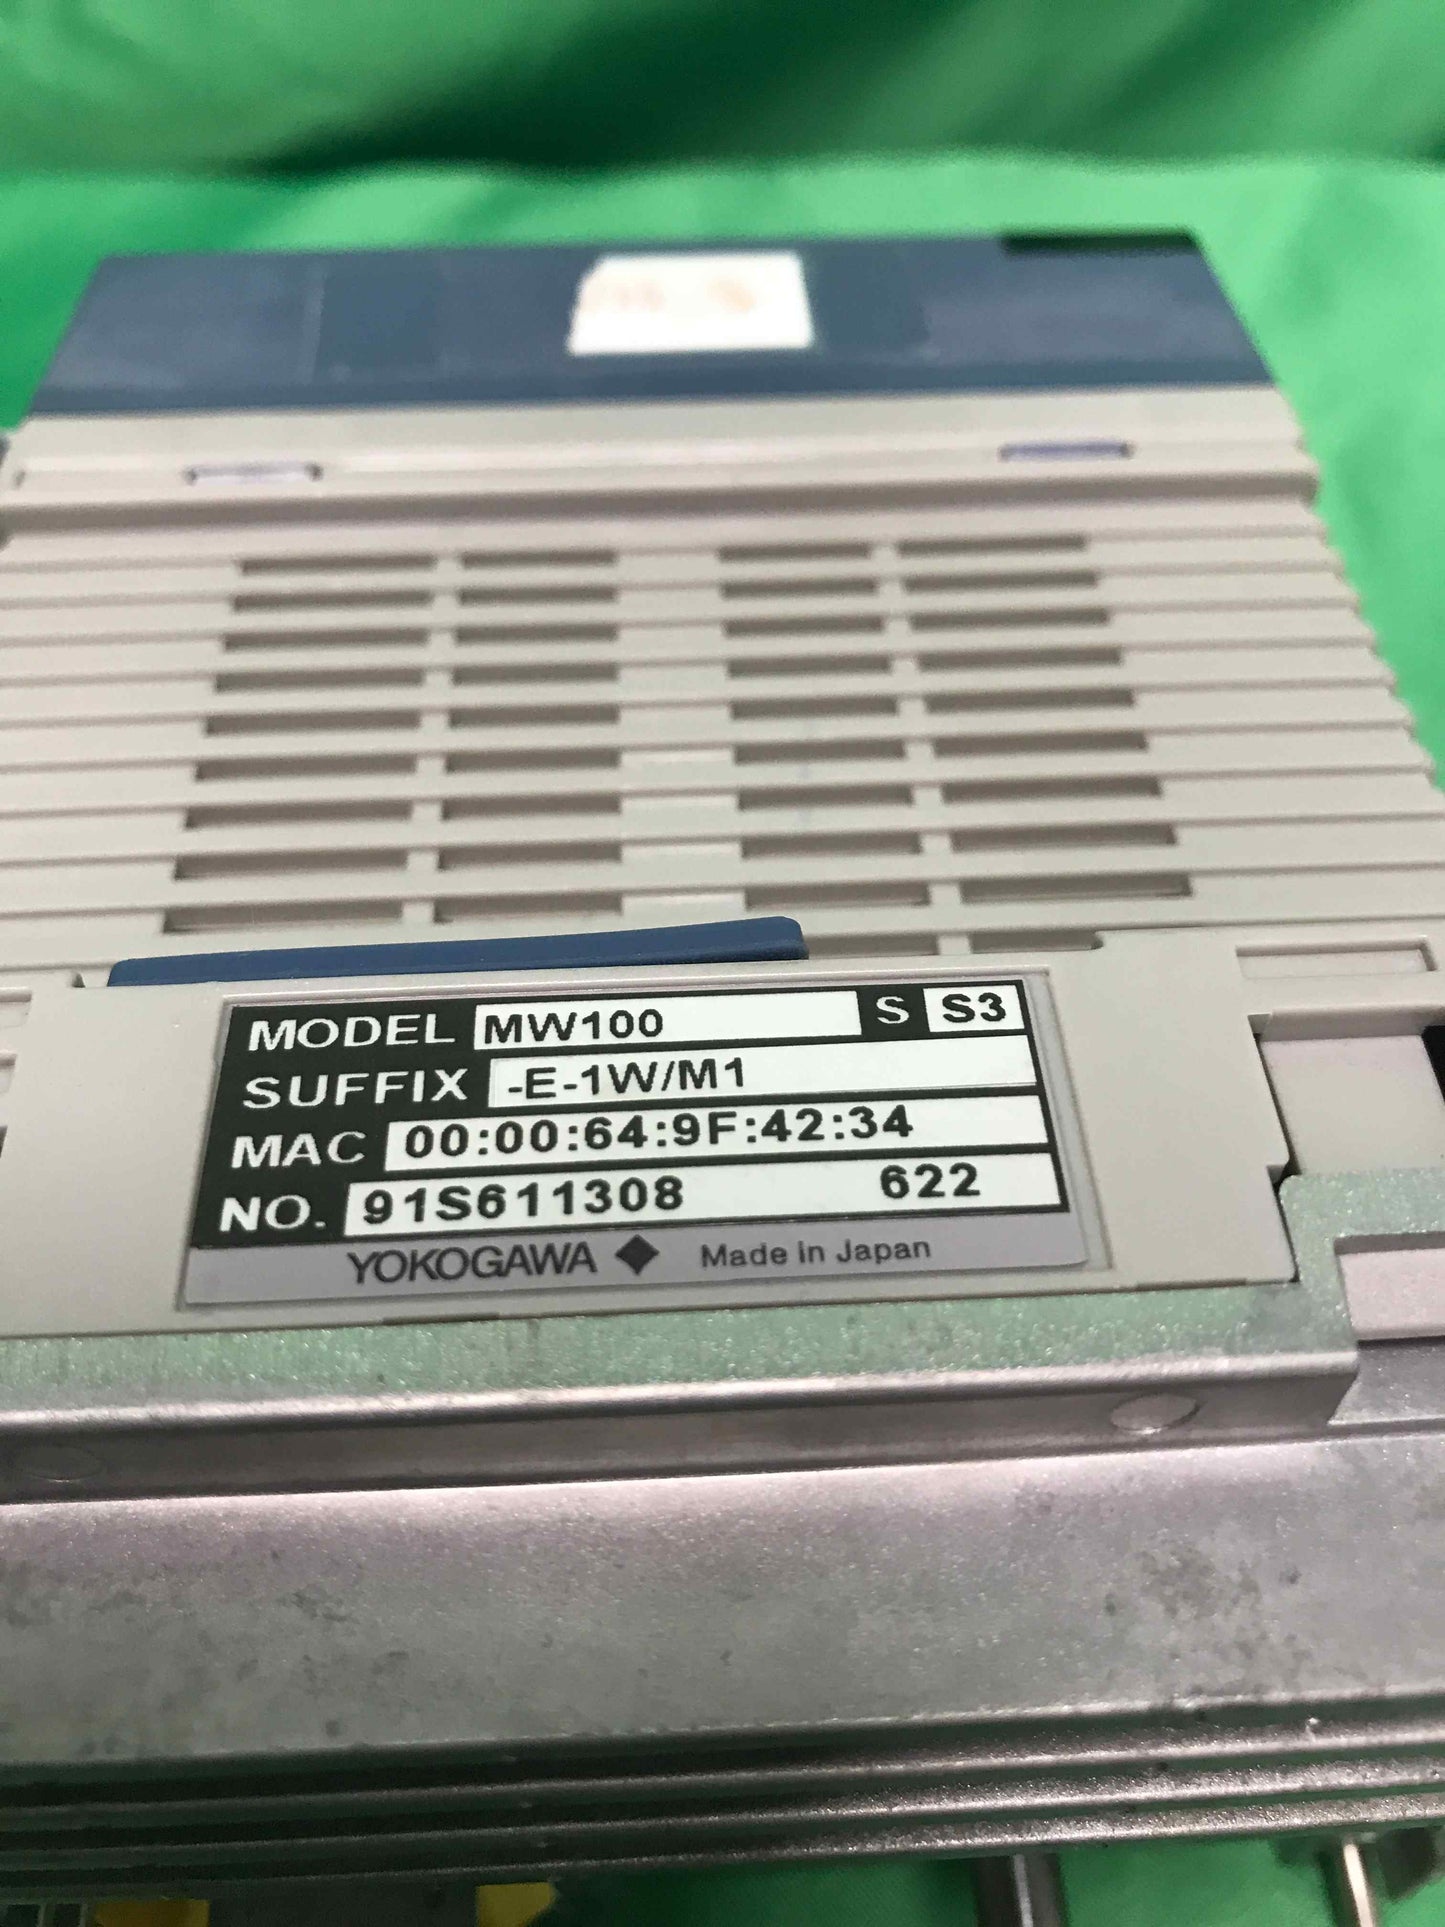 MODEL MW100 S S3
SUFFIX -E-1W/M1
MAC 00:00:64:9F:42:34
NO. 91S611308 622
YOKOGAWA ◆ Made in Japan